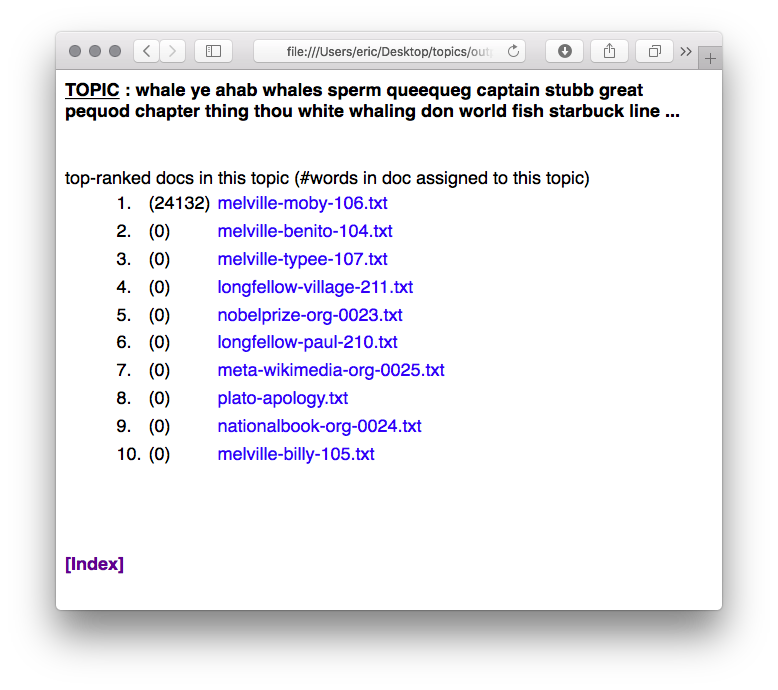 file:///Users/eric/Desktop/topics/out
TOPIC : whale ye ahab whales sperm queequeg captain stubb great
pequod chapter thing thou white whaling don world fish starbuck line ...
top-ranked docs in this topic (#words in doc assigned to this topic)
1. (24132) melville-moby-106.txt
2. (0) melville-benito-104.txt
3. (0) melville-typee-107.txt
4. (0) longfellow-village-211.txt
5. (0) nobelprize-org-0023.txt
6. (0) longfellow-paul-210.txt
7. (0) meta-wikimedia-org-0025.txt
8. (0) plato-apology.txt
9. (0) nationalbook-org-0024.txt
10. (0) melville-billy-105.txt
[Index]